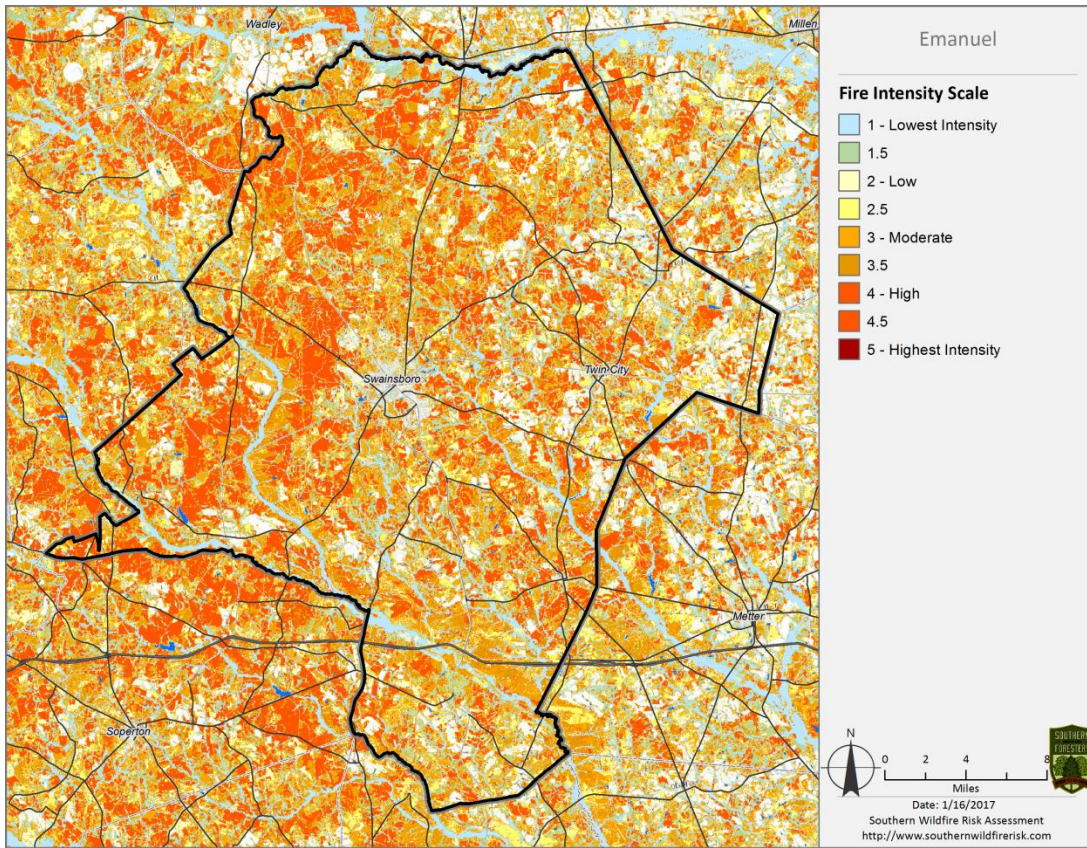 Wadley
Millen
Swainsboro
Twin City
Metter
Soperton
Emanuel
Fire Intensity Scale
1 - Lowest Intensity
1.5
2 - Low
2.5
3 - Moderate
3.5
4 - High
4.5
5 - Highest Intensity
N
0 2 4 8
Miles
SOUTHERN
FORESTERS
Date: 1/16/2017
Southern Wildfire Risk Assessment
http://www.southernwildfirerisk.com